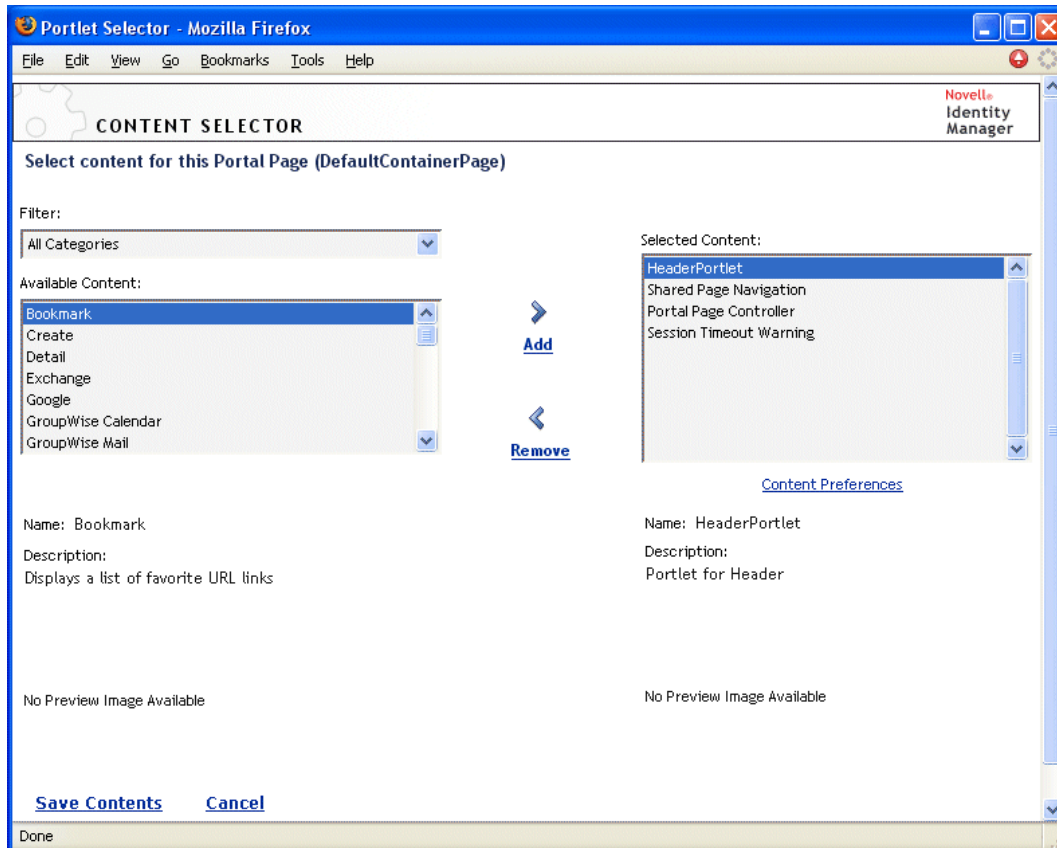 Portlet Selector - Mozilla Firefox
File Edit View Go Bookmarks Tools Help
Novell®
Identity
Manager
CONTENT SELECTOR
Select content for this Portal Page (DefaultContainerPage)
Filter:
All Categories
Available Content:
Bookmark
Create
Detail
Exchange
Google
GroupWise Calendar
GroupWise Mail
Add
Remove
Selected Content:
HeaderPortlet
Shared Page Navigation
Portal Page Controller
Session Timeout Warning
Content Preferences
Name: Bookmark
Description:
Displays a list of favorite URL links
No Preview Image Available
Name: HeaderPortlet
Description:
Portlet for Header
No Preview Image Available
Save Contents Cancel
Done